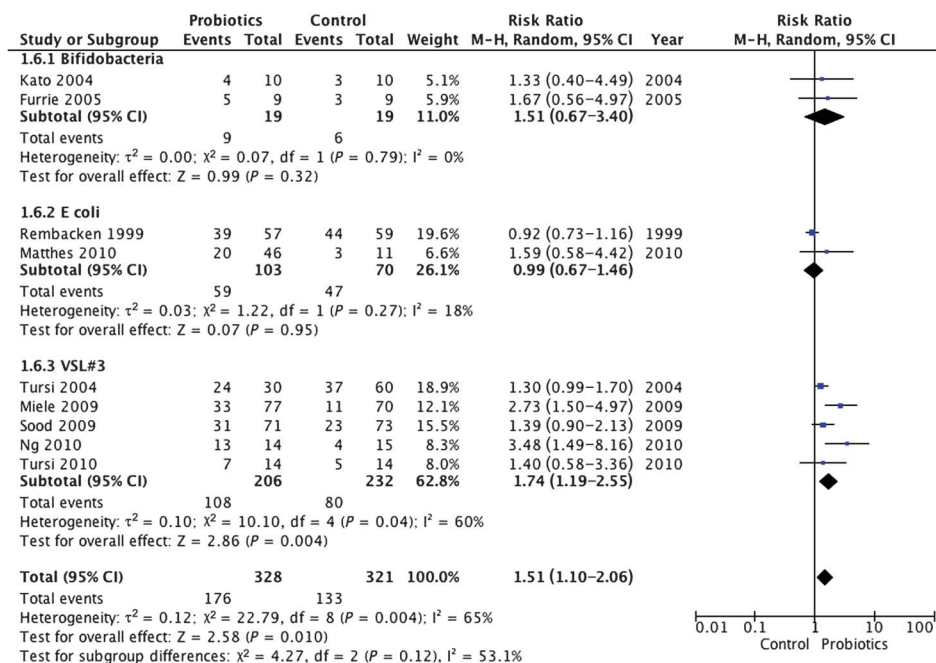 Probiotics Control Risk Ratio Risk Ratio
Study or Subgroup Events Total Events Total Weight M-H, Random, 95% CI Year M-H, Random, 95% CI
1.6.1 Bifidobacteria
Kato 2004 4 10 3 10 5.1% 1.33 (0.40–4.49) 2004
Furrie 2005 5 9 3 9 5.9% 1.67 (0.56–4.97) 2005
Subtotal (95% CI) 19 19 11.0% 1.51 (0.67–3.40)
Total events 9 6
Heterogeneity: τ² = 0.00; χ² = 0.07, df = 1 (P = 0.79); I² = 0%
Test for overall effect: Z = 0.99 (P = 0.32)
1.6.2 E coli
Rembacken 1999 39 57 44 59 19.6% 0.92 (0.73–1.16) 1999
Matthes 2010 20 46 3 11 6.6% 1.59 (0.58–4.42) 2010
Subtotal (95% CI) 103 70 26.1% 0.99 (0.67–1.46)
Total events 59 47
Heterogeneity: τ² = 0.03; χ² = 1.22, df = 1 (P = 0.27); I² = 18%
Test for overall effect: Z = 0.07 (P = 0.95)
1.6.3 VSL#3
Tursi 2004 24 30 37 60 18.9% 1.30 (0.99–1.70) 2004
Miele 2009 33 77 11 70 12.1% 2.73 (1.50–4.97) 2009
Sood 2009 31 71 23 73 15.5% 1.39 (0.90–2.13) 2009
Ng 2010 13 14 4 15 8.3% 3.48 (1.49–8.16) 2010
Tursi 2010 7 14 5 14 8.0% 1.40 (0.58–3.36) 2010
Subtotal (95% CI) 206 232 62.8% 1.74 (1.19–2.55)
Total events 108 80
Heterogeneity: τ² = 0.10; χ² = 10.10, df = 4 (P = 0.04); I² = 60%
Test for overall effect: Z = 2.86 (P = 0.004)
Total (95% CI) 328 321 100.0% 1.51 (1.10–2.06)
Total events 176 133
Heterogeneity: τ² = 0.12; χ² = 22.79, df = 8 (P = 0.004); I² = 65%
Test for overall effect: Z = 2.58 (P = 0.010)
Test for subgroup differences: χ² = 4.27, df = 2 (P = 0.12), I² = 53.1%
0.01 0.1 1 10 100
Control Probiotics